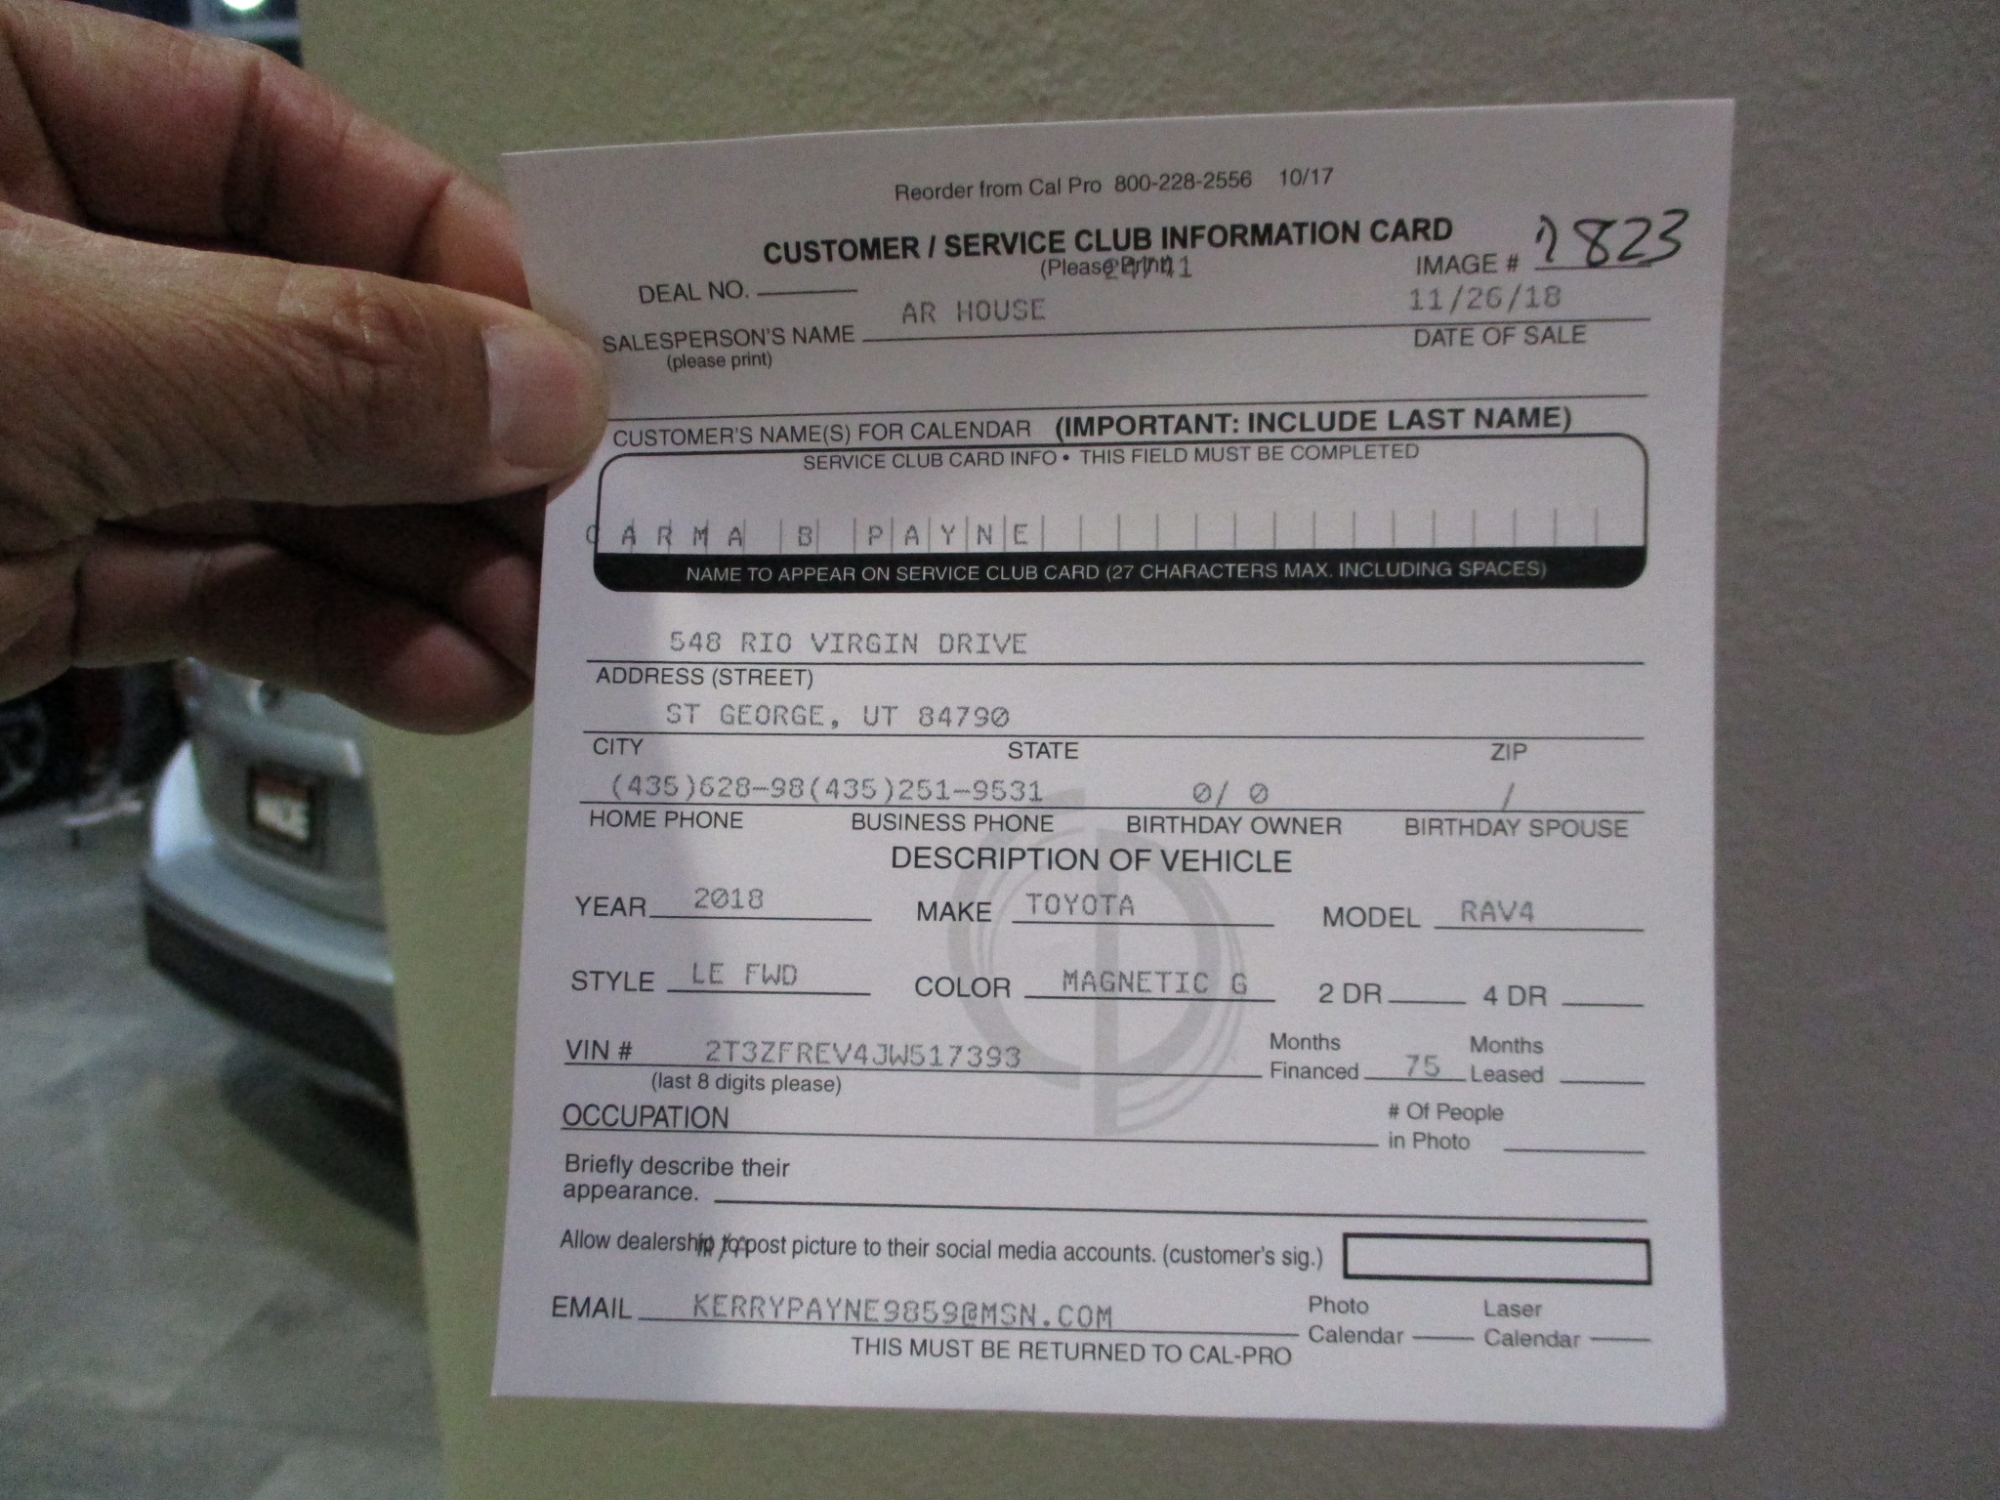 Reorder from Cal Pro 800-228-2556 10/17
CUSTOMER / SERVICE CLUB INFORMATION CARD
(Please Print)
IMAGE # 2823
DEAL NO.
AR HOUSE 11/26/18
SALESPERSON'S NAME DATE OF SALE
(please print)
CUSTOMER'S NAME(S) FOR CALENDAR (IMPORTANT: INCLUDE LAST NAME)
SERVICE CLUB CARD INFO • THIS FIELD MUST BE COMPLETED
CARMA B PAYNE
NAME TO APPEAR ON SERVICE CLUB CARD (27 CHARACTERS MAX. INCLUDING SPACES)
548 RIO VIRGIN DRIVE
ADDRESS (STREET)
ST GEORGE, UT 84790
CITY STATE ZIP
(435)628-98(435)251-9531 0/ 0 /
HOME PHONE BUSINESS PHONE BIRTHDAY OWNER BIRTHDAY SPOUSE
DESCRIPTION OF VEHICLE
YEAR 2018 MAKE TOYOTA MODEL RAV4
STYLE LE FWD COLOR MAGNETIC G 2 DR 4 DR
VIN # 2T3ZFREV4JW517393 Months Financed 75 Months Leased
(last 8 digits please)
OCCUPATION # Of People in Photo
Briefly describe their
appearance.
Allow dealership to post picture to their social media accounts. (customer's sig.)
EMAIL KERRYPAYNE9859@MSN.COM Photo Calendar Laser Calendar
THIS MUST BE RETURNED TO CAL-PRO